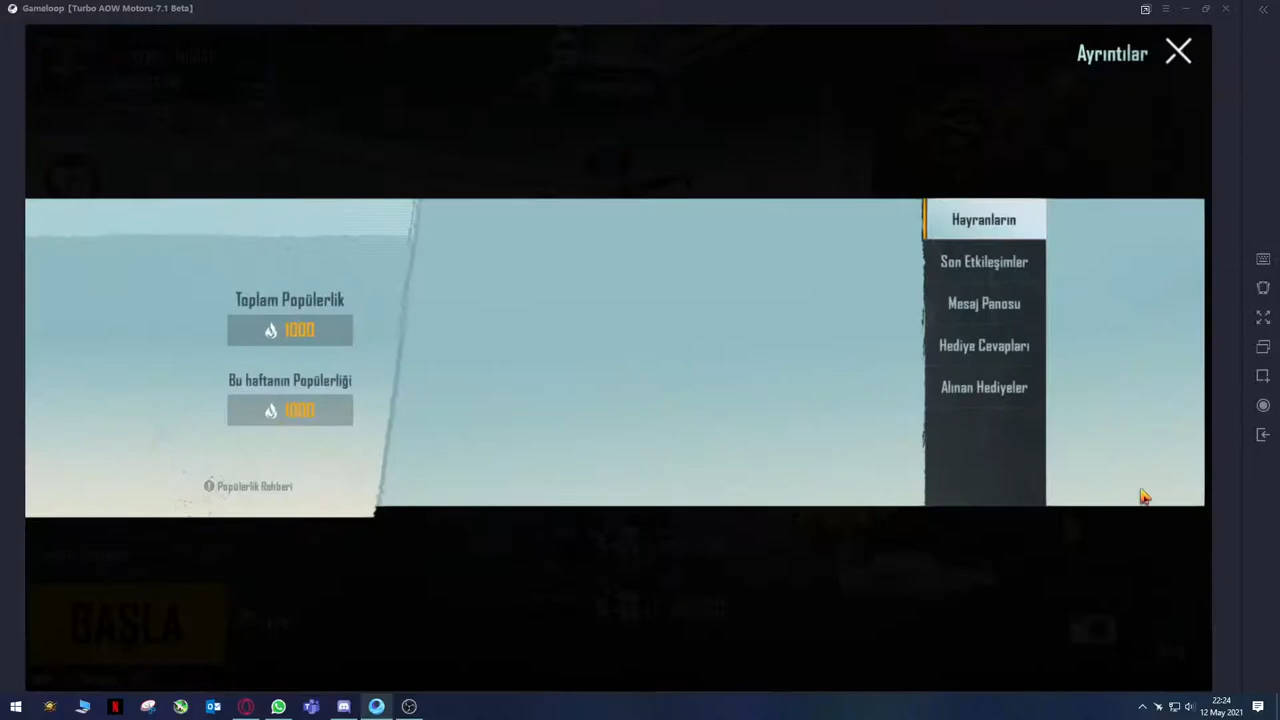 Gameloop [Turbo AOW Motoru-7.1 Beta]
Ayrıntılar
Hayranların
Son Etkileşimler
Mesaj Panosu
Hediye Cevapları
Alınan Hediyeler
Toplam Popülerlik
1000
Bu haftanın Popülerliği
1000
Popülerlik Rehberi
BAŞLA
22:24
12 May 2021